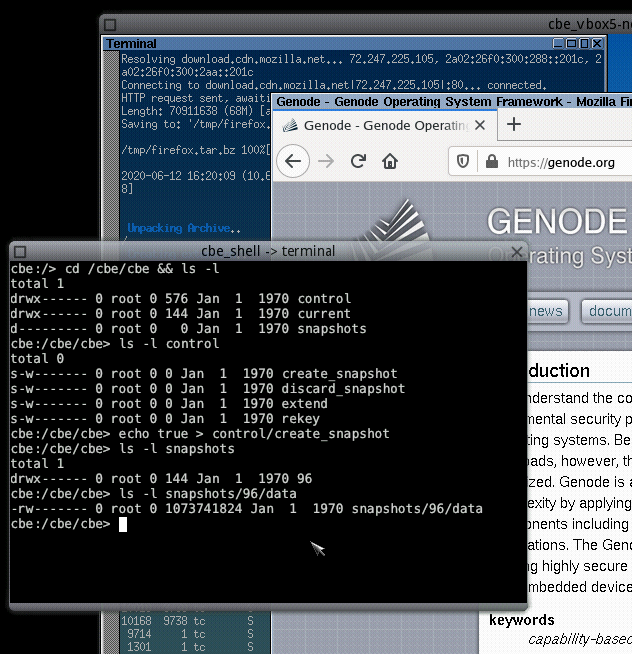 cbe_vbox5-n
Terminal
Resolving download.cdn.mozilla.net... 72.247.225.105, 2a02:26f0:300:288::201c, 2
a02:26f0:300:2aa::201c
Connecting to download.cdn.mozilla.net|72.247.225.105|:80... connected.
HTTP request sent, awaiti
Length: 70911638 (68M) [a
Saving to: '/tmp/firefox.
/tmp/firefox.tar.bz 100%[
2020-06-12 16:20:09 (10.6
8]
Unpacking Archive..
Genode - Genode Operating System Framework - Mozilla Fi
Genode - Genode Operating
https://genode.org
GENODE
Operating System
news
docum
cbe_shell -> terminal
cbe:/> cd /cbe/cbe && ls -l
total 1
drwx------ 0 root 0 576 Jan  1  1970 control
drwx------ 0 root 0 144 Jan  1  1970 current
d--------- 0 root 0   0 Jan  1  1970 snapshots
cbe:/cbe/cbe> ls -l control
total 0
s-w------- 0 root 0 0 Jan  1  1970 create_snapshot
s-w------- 0 root 0 0 Jan  1  1970 discard_snapshot
s-w------- 0 root 0 0 Jan  1  1970 extend
s-w------- 0 root 0 0 Jan  1  1970 rekey
cbe:/cbe/cbe> echo true > control/create_snapshot
cbe:/cbe/cbe> ls -l snapshots
total 1
drwx------ 0 root 0 144 Jan  1  1970 96
cbe:/cbe/cbe> ls -l snapshots/96/data
-rw------- 0 root 0 1073741824 Jan  1  1970 snapshots/96/data
cbe:/cbe/cbe>
duction
nderstand the co
mental security p
ting systems. Be
oads, however, th
ized. Genode is a
exity by applying
onents including
ations. The Geno
ng highly secure
mbedded device
keywords
capability-based
10168 9738 tc S
9714 1 tc S
1301 1 tc S